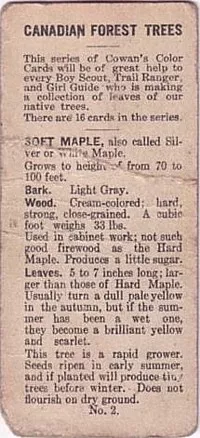 CANADIAN FOREST TREES
This series of Cowan's Color
Cards will be of great help to
every Boy Scout, Trail Ranger,
and Girl Guide who is making
a collection of leaves of our
native trees.
There are 16 cards in the series.
SOFT MAPLE, also called Sil-
ver or White Maple.
Grows to height of from 70 to
100 feet.
Bark. Light Gray.
Wood. Cream-colored; hard,
strong, close-grained. A cubic
foot weighs 33 lbs.
Used in cabinet work; not such
good firewood as the Hard
Maple. Produces a little sugar.
Leaves. 5 to 7 inches long; lar-
ger than those of Hard Maple.
Usually turn a dull pale yellow
in the autumn, but if the sum-
mer has been a wet one,
they become a brilliant yellow
and scarlet.
This tree is a rapid grower.
Seeds ripen in early summer,
and if planted will produce tiny
trees before winter. Does not
flourish on dry ground.
No. 2.